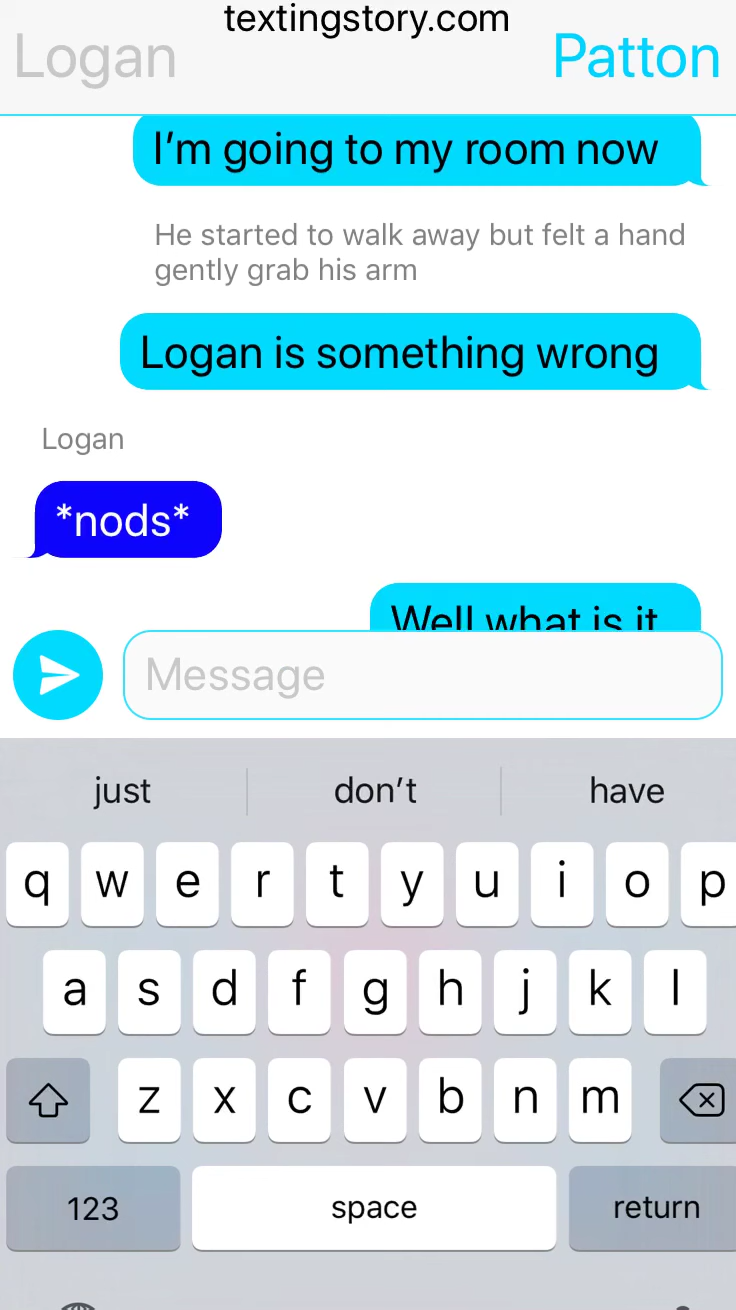 textingstory.com
Logan
Patton
I’m going to my room now
He started to walk away but felt a hand
gently grab his arm
Logan is something wrong
Logan
*nods*
Well what is it
Message
just
don’t
have
q w e r t y u i o p
a s d f g h j k l
z x c v b n m
123
space
return